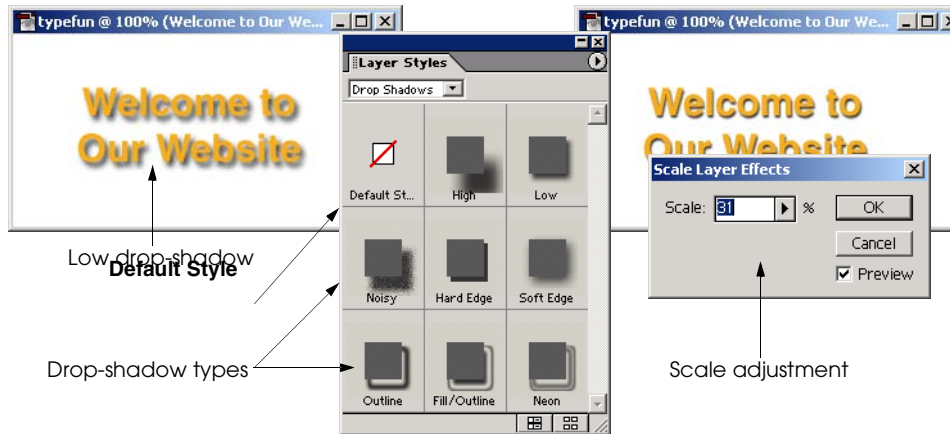 typefun @ 100% (Welcome to Our We...
Welcome to
Our Website
Low drop-shadow
Default Style
Drop-shadow types
Layer Styles
Drop Shadows
Default St...
High
Low
Noisy
Hard Edge
Soft Edge
Outline
Fill/Outline
Neon
typefun @ 100% (Welcome to Our We...
Welcome to
Our Website
Scale Layer Effects
Scale: 31 %
OK
Cancel
Preview
Scale adjustment